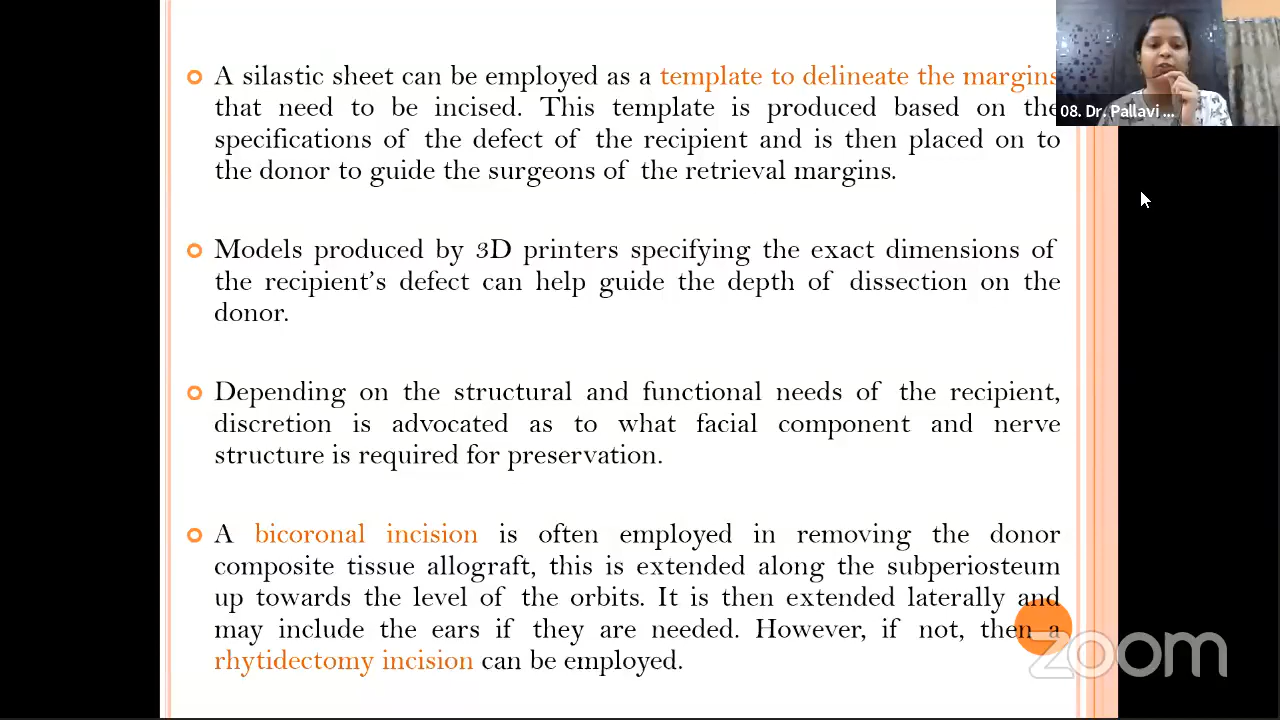 A silastic sheet can be employed as a template to delineate the margins
that need to be incised. This template is produced based on the
specifications of the defect of the recipient and is then placed on to
the donor to guide the surgeons of the retrieval margins.
Models produced by 3D printers specifying the exact dimensions of
the recipient's defect can help guide the depth of dissection on the
donor.
Depending on the structural and functional needs of the recipient,
discretion is advocated as to what facial component and nerve
structure is required for preservation.
A bicoronal incision is often employed in removing the donor
composite tissue allograft, this is extended along the subperiosteum
up towards the level of the orbits. It is then extended laterally and
may include the ears if they are needed. However, if not, then a
rhytidectomy incision can be employed.
08. Dr. Pallavi ...
zoom